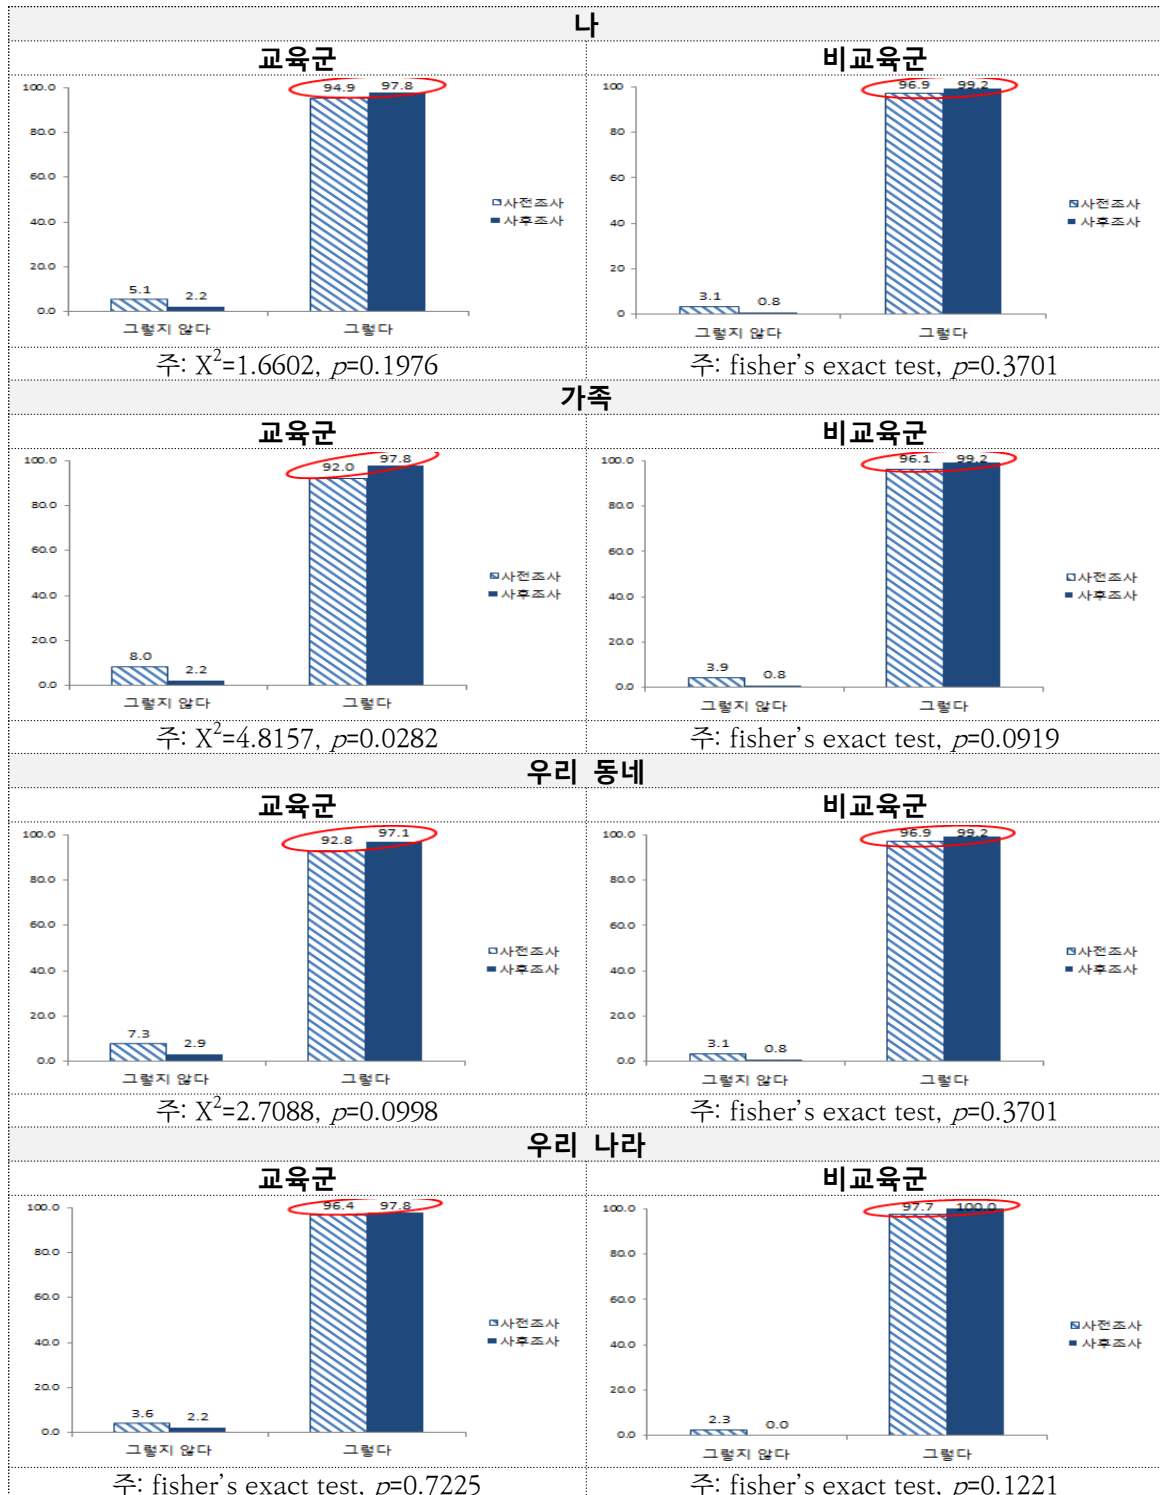 나
교육군 비교육군
100.0 94.9 97.8
80.0
60.0
40.0
20.0
0.0
5.1 2.2
그렇지 않다 그렇다
사전조사
사후조사
100 96.9 99.2
80
60
40
20
0
3.1 0.8
그렇지 않다 그렇다
사전조사
사후조사
주: X²=1.6602, p=0.1976 주: fisher's exact test, p=0.3701
가족
교육군 비교육군
100.0 92.0 97.8
80.0
60.0
40.0
20.0
0.0
8.0 2.2
그렇지 않다 그렇다
사전조사
사후조사
100.0 96.1 99.2
80.0
60.0
40.0
20.0
0.0
3.9 0.8
그렇지 않다 그렇다
사전조사
사후조사
주: X²=4.8157, p=0.0282 주: fisher's exact test, p=0.0919
우리 동네
교육군 비교육군
100.0 92.8 97.1
80.0
60.0
40.0
20.0
0.0
7.3 2.9
그렇지 않다 그렇다
사전조사
사후조사
100.0 96.9 99.2
80.0
60.0
40.0
20.0
0.0
3.1 0.8
그렇지 않다 그렇다
사전조사
사후조사
주: X²=2.7088, p=0.0998 주: fisher's exact test, p=0.3701
우리 나라
교육군 비교육군
100.0 96.4 97.8
80.0
60.0
40.0
20.0
0.0
3.6 2.2
그렇지 않다 그렇다
사전조사
사후조사
100.0 97.7 100.0
80.0
60.0
40.0
20.0
0.0
2.3 0.0
그렇지 않다 그렇다
사전조사
사후조사
주: fisher's exact test, p=0.7225 주: fisher's exact test, p=0.1221